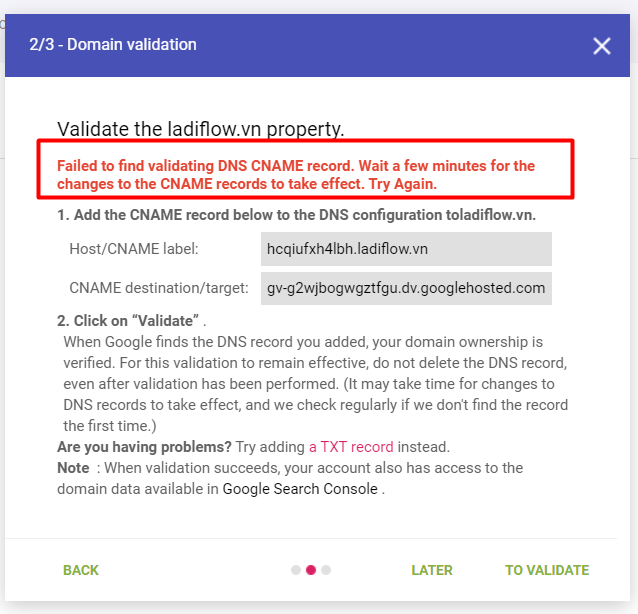 2/3 - Domain validation
Validate the ladiflow.vn property.
Failed to find validating DNS CNAME record. Wait a few minutes for the
changes to the CNAME records to take effect. Try Again.
1. Add the CNAME record below to the DNS configuration toladiflow.vn.
Host/CNAME label: hcqiufxh4lbh.ladiflow.vn
CNAME destination/target: gv-g2wjbogwgztfgu.dv.googlehosted.com
2. Click on “Validate” .
When Google finds the DNS record you added, your domain ownership is
verified. For this validation to remain effective, do not delete the DNS record,
even after validation has been performed. (It may take time for changes to
DNS records to take effect, and we check regularly if we don't find the record
the first time.)
Are you having problems? Try adding a TXT record instead.
Note : When validation succeeds, your account also has access to the
domain data available in Google Search Console .
BACK
LATER
TO VALIDATE